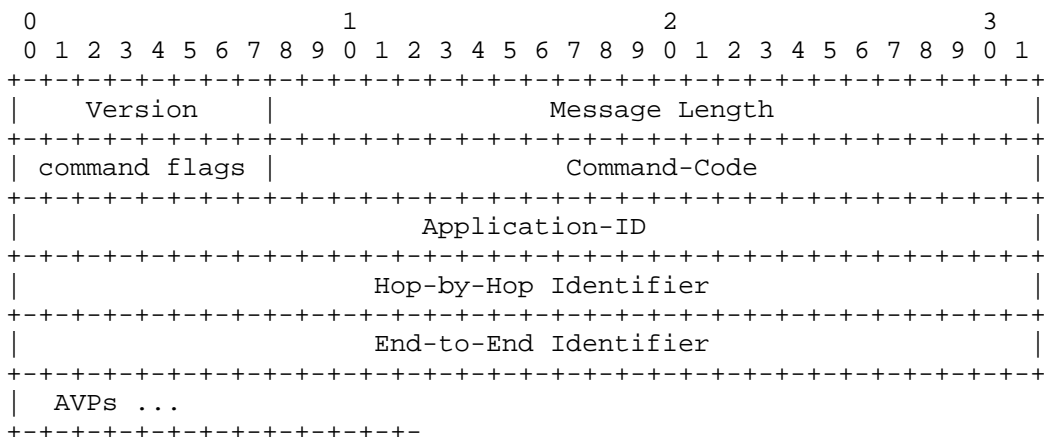 0                   1                   2                   3
 0 1 2 3 4 5 6 7 8 9 0 1 2 3 4 5 6 7 8 9 0 1 2 3 4 5 6 7 8 9 0 1
+-+-+-+-+-+-+-+-+-+-+-+-+-+-+-+-+-+-+-+-+-+-+-+-+-+-+-+-+-+-+-+-+
|    Version    |                 Message Length                |
+-+-+-+-+-+-+-+-+-+-+-+-+-+-+-+-+-+-+-+-+-+-+-+-+-+-+-+-+-+-+-+-+
| command flags |                  Command-Code                 |
+-+-+-+-+-+-+-+-+-+-+-+-+-+-+-+-+-+-+-+-+-+-+-+-+-+-+-+-+-+-+-+-+
|                         Application-ID                        |
+-+-+-+-+-+-+-+-+-+-+-+-+-+-+-+-+-+-+-+-+-+-+-+-+-+-+-+-+-+-+-+-+
|                      Hop-by-Hop Identifier                    |
+-+-+-+-+-+-+-+-+-+-+-+-+-+-+-+-+-+-+-+-+-+-+-+-+-+-+-+-+-+-+-+-+
|                      End-to-End Identifier                    |
+-+-+-+-+-+-+-+-+-+-+-+-+-+-+-+-+-+-+-+-+-+-+-+-+-+-+-+-+-+-+-+-+
|  AVPs ...
+-+-+-+-+-+-+-+-+-+-+-+-+-